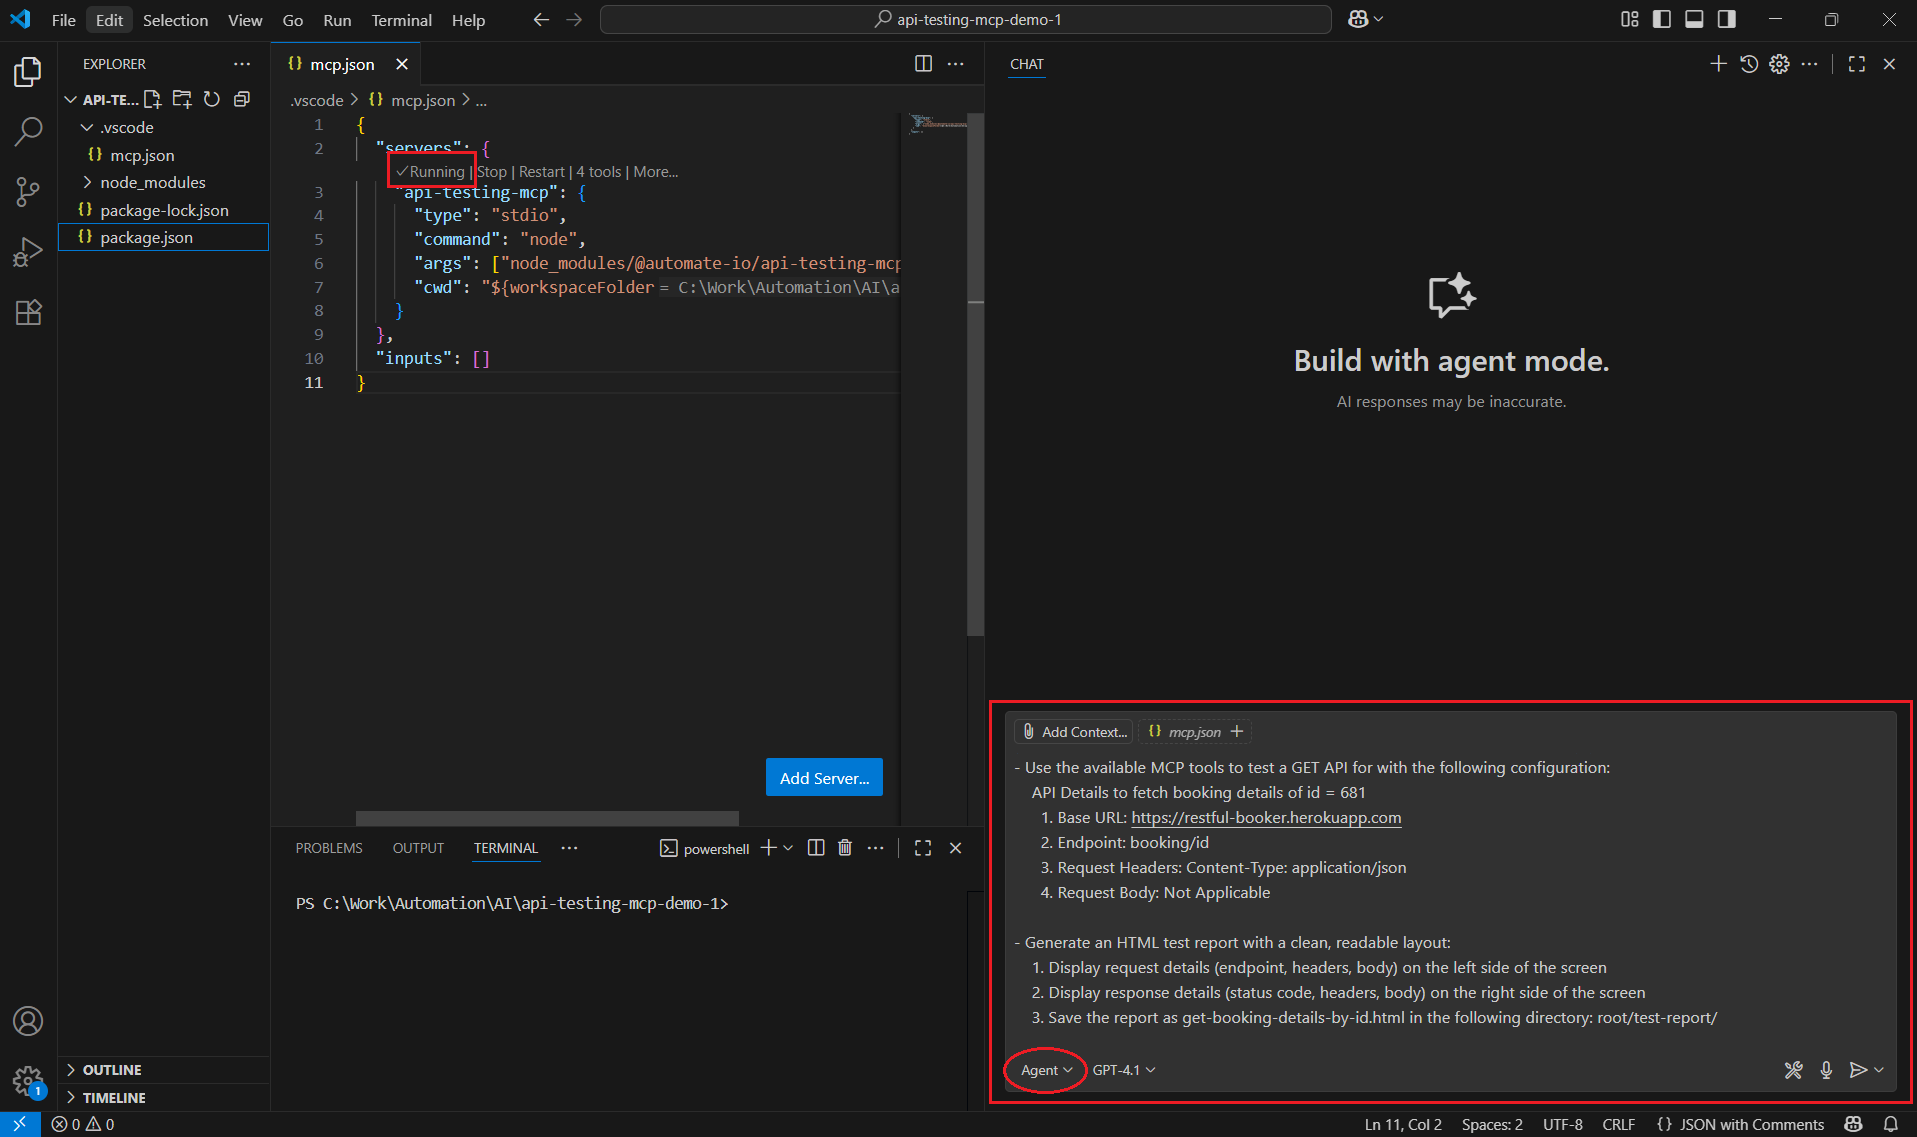 File Edit Selection View Go Run Terminal Help
api-testing-mcp-demo-1
EXPLORER
API-TE...
.vscode
{} mcp.json
node_modules
{} package-lock.json
{} package.json
OUTLINE
TIMELINE
{} mcp.json
.vscode > {} mcp.json > ...
1 {
2 "servers": {
✓Running | Stop | Restart | 4 tools | More...
3 "api-testing-mcp": {
4 "type": "stdio",
5 "command": "node",
6 "args": ["node_modules/@automate-io/api-testing-mcp
7 "cwd": "${workspaceFolder = C:\Work\Automation\AI\a
8 }
9 },
10 "inputs": []
11 }
Add Server...
PROBLEMS OUTPUT TERMINAL ...
powershell
PS C:\Work\Automation\AI\api-testing-mcp-demo-1>
CHAT
Build with agent mode.
AI responses may be inaccurate.
Add Context... {} mcp.json +
- Use the available MCP tools to test a GET API for with the following configuration:
API Details to fetch booking details of id = 681
1. Base URL: https://restful-booker.herokuapp.com
2. Endpoint: booking/id
3. Request Headers: Content-Type: application/json
4. Request Body: Not Applicable
- Generate an HTML test report with a clean, readable layout:
1. Display request details (endpoint, headers, body) on the left side of the screen
2. Display response details (status code, headers, body) on the right side of the screen
3. Save the report as get-booking-details-by-id.html in the following directory: root/test-report/
Agent GPT-4.1
1
0 0
Ln 11, Col 2 Spaces: 2 UTF-8 CRLF {} JSON with Comments